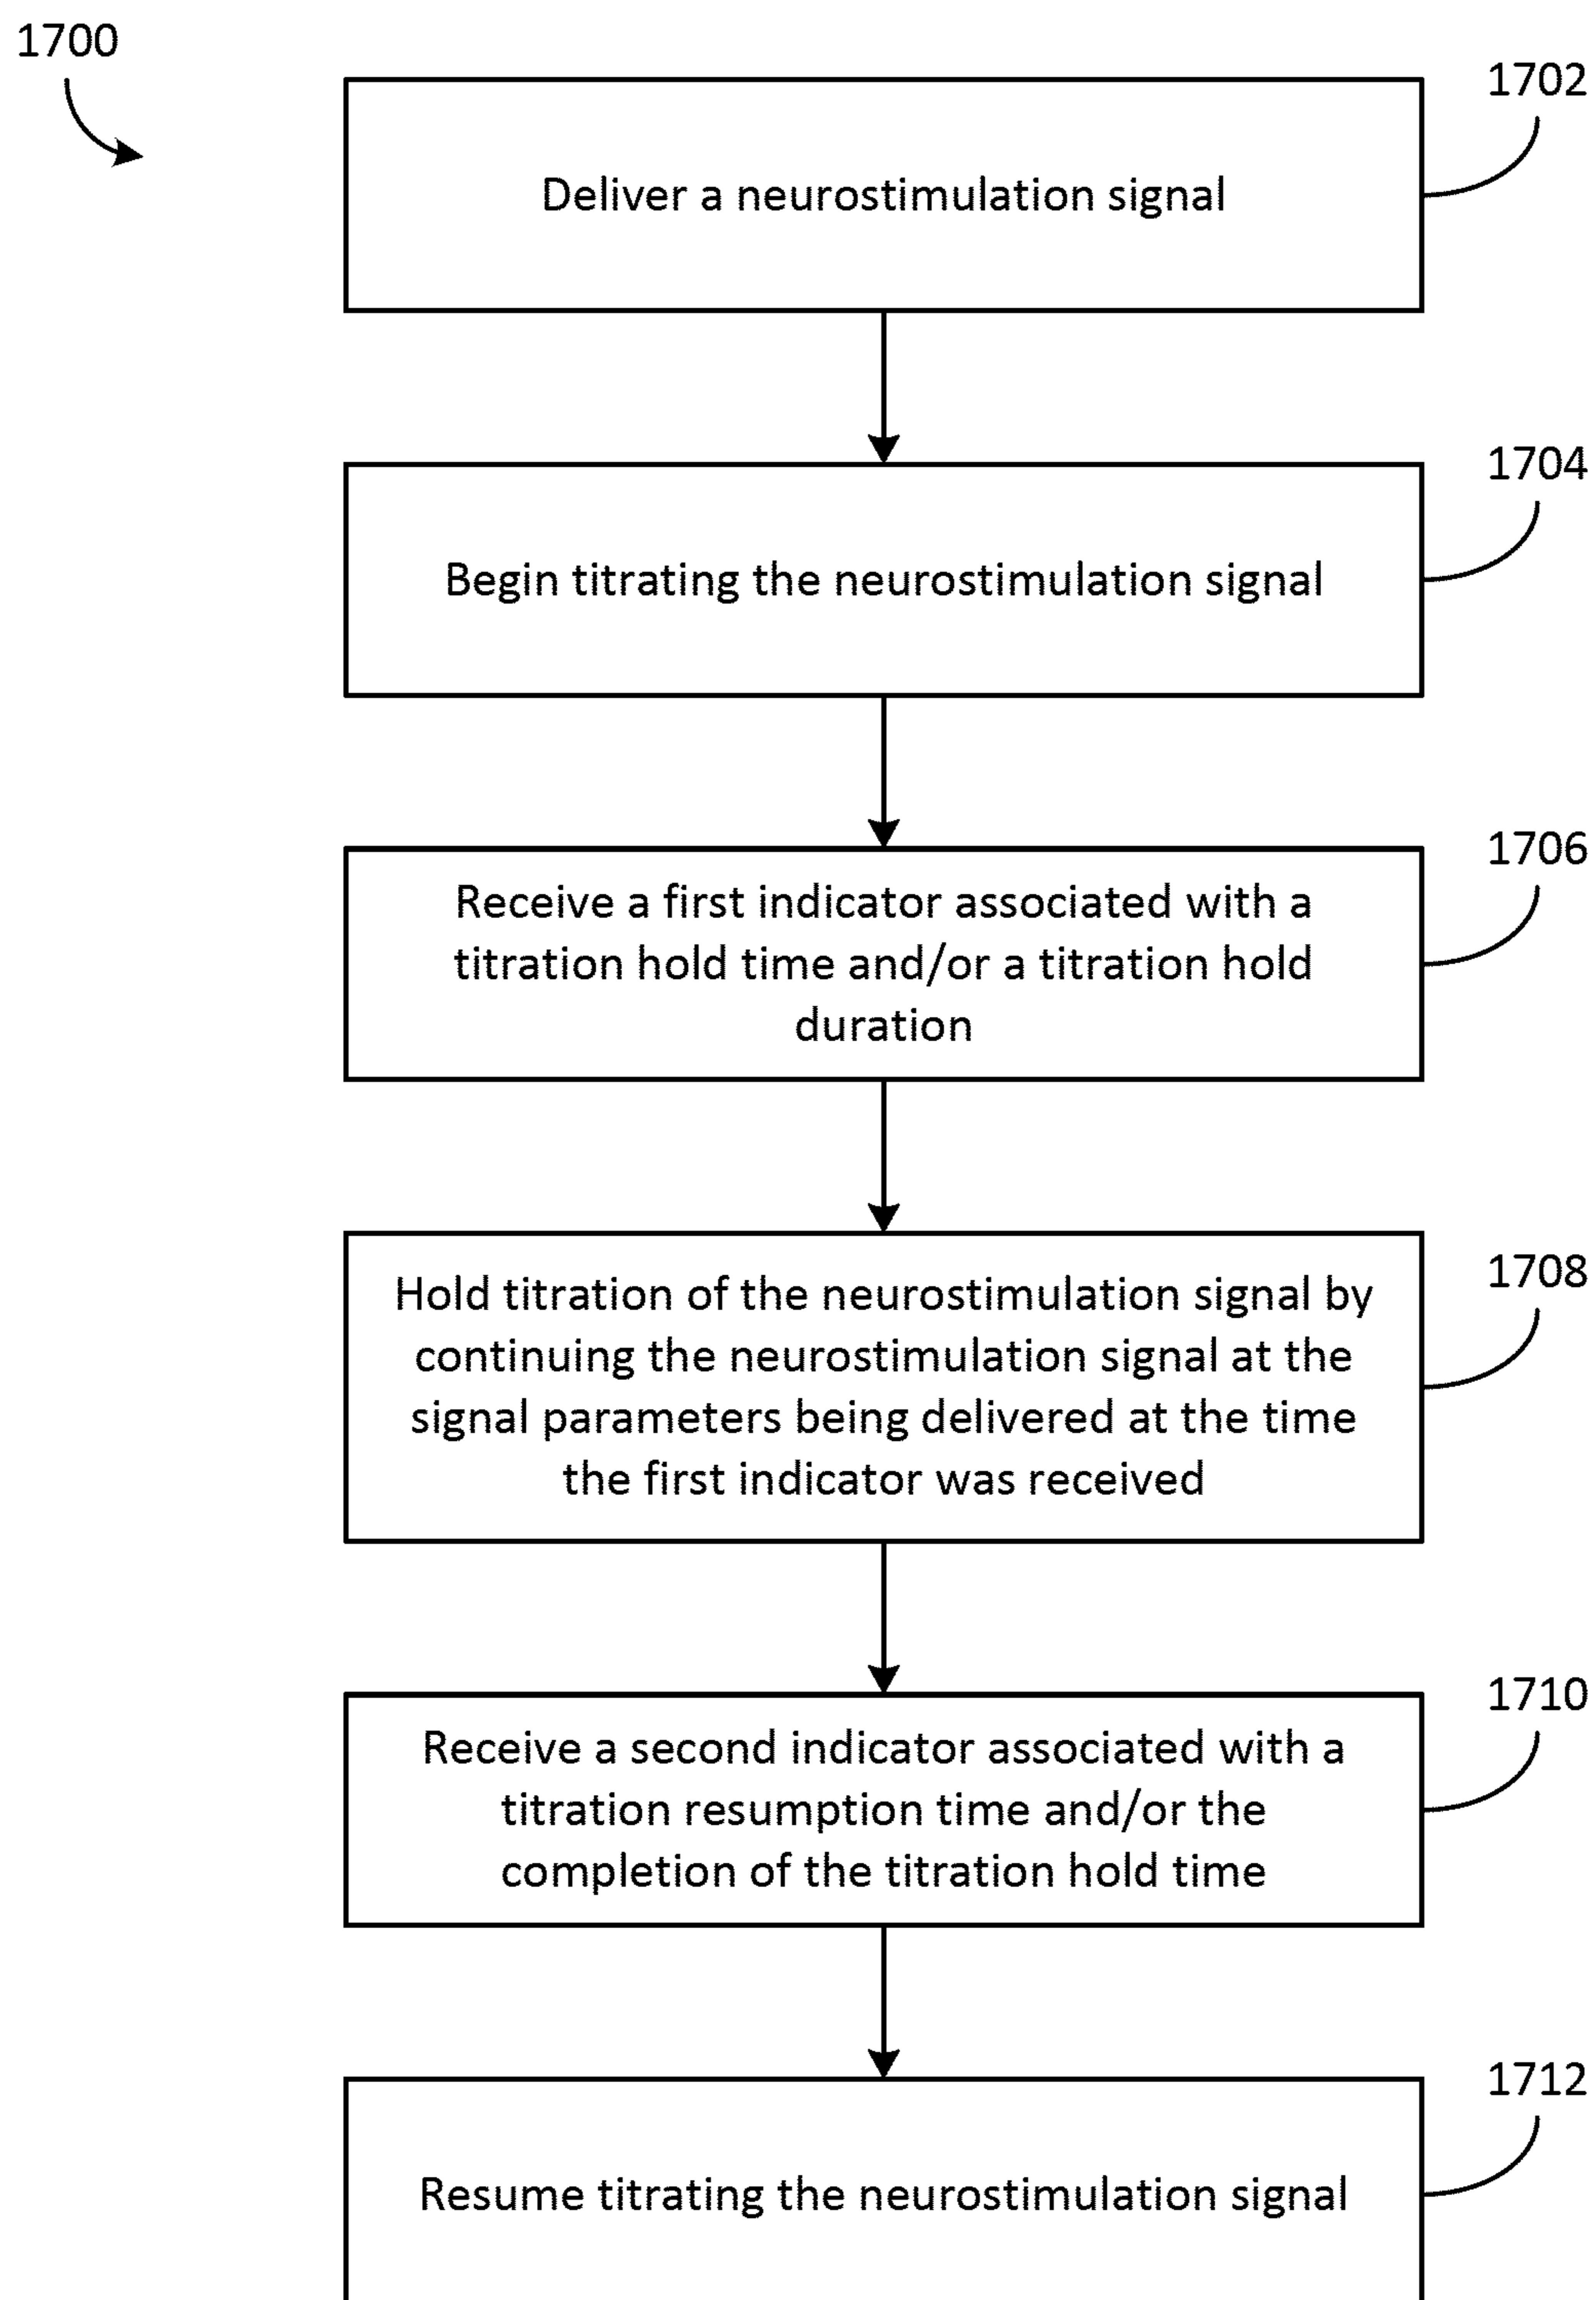 1700
1702
Deliver a neurostimulation signal
1704
Begin titrating the neurostimulation signal
1706
Receive a first indicator associated with a
titration hold time and/or a titration hold
duration
1708
Hold titration of the neurostimulation signal by
continuing the neurostimulation signal at the
signal parameters being delivered at the time
the first indicator was received
1710
Receive a second indicator associated with a
titration resumption time and/or the
completion of the titration hold time
1712
Resume titrating the neurostimulation signal